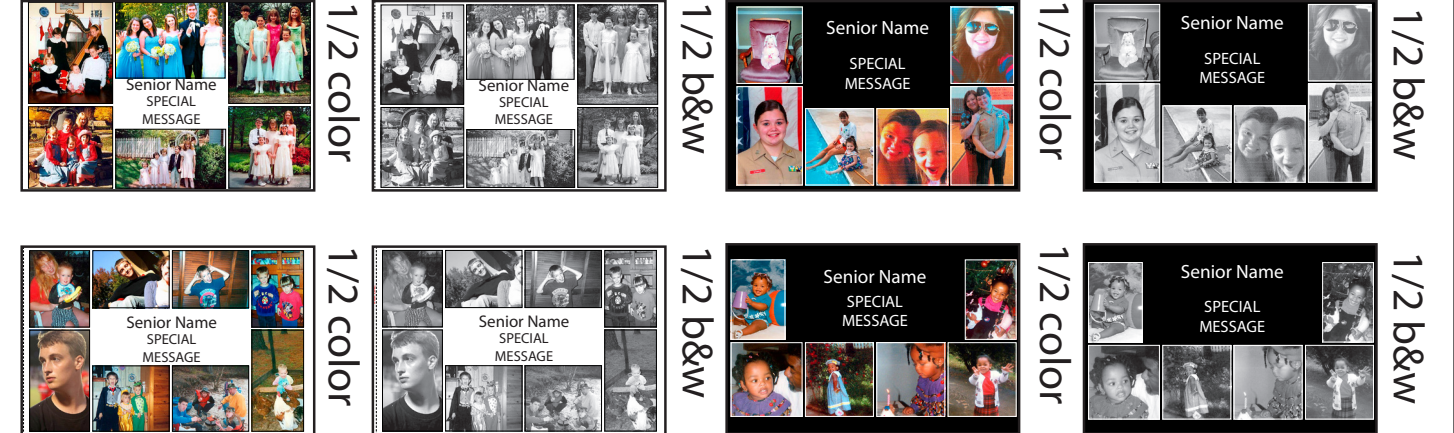 Senior Name
SPECIAL
MESSAGE
1/2 color
Senior Name
SPECIAL
MESSAGE
1/2 b&w
Senior Name
SPECIAL
MESSAGE
1/2 color
Senior Name
SPECIAL
MESSAGE
1/2 b&w
Senior Name
SPECIAL
MESSAGE
1/2 color
Senior Name
SPECIAL
MESSAGE
1/2 b&w
Senior Name
SPECIAL
MESSAGE
1/2 color
Senior Name
SPECIAL
MESSAGE
1/2 b&w